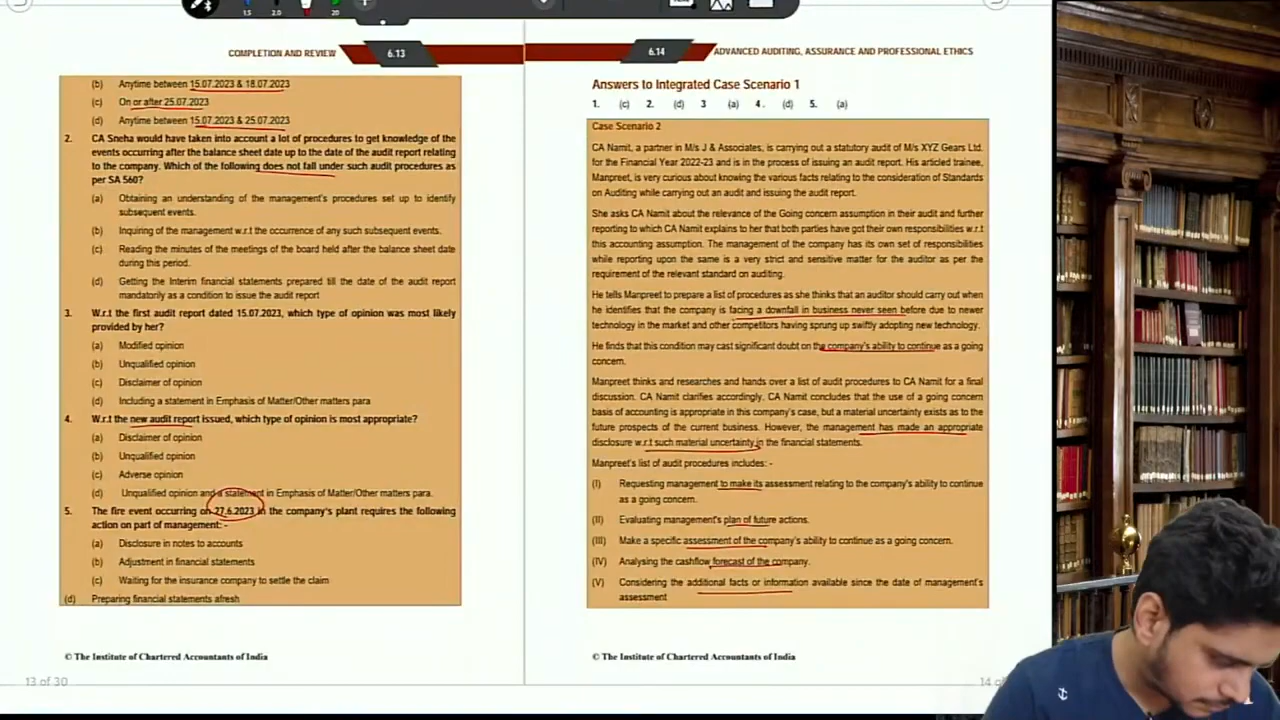 COMPLETION AND REVIEW
6.13
(b) Anytime between 15.07.2023 & 18.07.2023
(c) On or after 25.07.2023
(d) Anytime between 15.07.2023 & 25.07.2023
2. CA Sneha would have taken into account a lot of procedures to get knowledge of the
events occurring after the balance sheet date up to the date of the audit report relating
to the company. Which of the following does not fall under such audit procedures as
per SA 560?
(a) Obtaining an understanding of the management's procedures set up to identify
subsequent events.
(b) Inquiring of the management w.r.t the occurrence of any such subsequent events.
(c) Reading the minutes of the meetings of the board held after the balance sheet date
during this period.
(d) Getting the Interim financial statements prepared till the date of the audit report
mandatorily as a condition to issue the audit report
3. W.r.t the first audit report dated 15.07.2023, which type of opinion was most likely
provided by her?
(a) Modified opinion
(b) Unqualified opinion
(c) Disclaimer of opinion
(d) Including a statement in Emphasis of Matter/Other matters para
4. W.r.t the new audit report issued, which type of opinion is most appropriate?
(a) Disclaimer of opinion
(b) Unqualified opinion
(c) Adverse opinion
(d) Unqualified opinion and a statement in Emphasis of Matter/Other matters para.
5. The fire event occurring on 27.6.2023 in the company's plant requires the following
action on part of management: -
(a) Disclosure in notes to accounts
(b) Adjustment in financial statements
(c) Waiting for the insurance company to settle the claim
(d) Preparing financial statements afresh
© The Institute of Chartered Accountants of India
13 of 30
6.14
ADVANCED AUDITING, ASSURANCE AND PROFESSIONAL ETHICS
Answers to Integrated Case Scenario 1
1. (c) 2. (d) 3 (a) 4. (d) 5. (a)
Case Scenario 2
CA Namit, a partner in M/s J & Associates, is carrying out a statutory audit of M/s XYZ Gears Ltd.
for the Financial Year 2022-23 and is in the process of issuing an audit report. His articled trainee,
Manpreet, is very curious about knowing the various facts relating to the consideration of Standards
on Auditing while carrying out an audit and issuing the audit report.
She asks CA Namit about the relevance of the Going concern assumption in their audit and further
reporting to which CA Namit explains to her that both parties have got their own responsibilities w.r.t
this accounting assumption. The management of the company has its own set of responsibilities
while reporting upon the same is a very strict and sensitive matter for the auditor as per the
requirement of the relevant standard on auditing.
He tells Manpreet to prepare a list of procedures as she thinks that an auditor should carry out when
he identifies that the company is facing a downfall in business never seen before due to newer
technology in the market and other competitors having sprung up swiftly adopting new technology.
He finds that this condition may cast significant doubt on the company's ability to continue as a going
concern.
Manpreet thinks and researches and hands over a list of audit procedures to CA Namit for a final
discussion. CA Namit clarifies accordingly. CA Namit concludes that the use of a going concern
basis of accounting is appropriate in this company's case, but a material uncertainty exists as to the
future prospects of the current business. However, the management has made an appropriate
disclosure w.r.t such material uncertainty in the financial statements.
Manpreet's list of audit procedures includes: -
(I) Requesting management to make its assessment relating to the company's ability to continue
as a going concern.
(II) Evaluating management's plan of future actions.
(III) Make a specific assessment of the company's ability to continue as a going concern.
(IV) Analysing the cashflow forecast of the company.
(V) Considering the additional facts or information available since the date of management's
assessment
© The Institute of Chartered Accountants of India
14 of